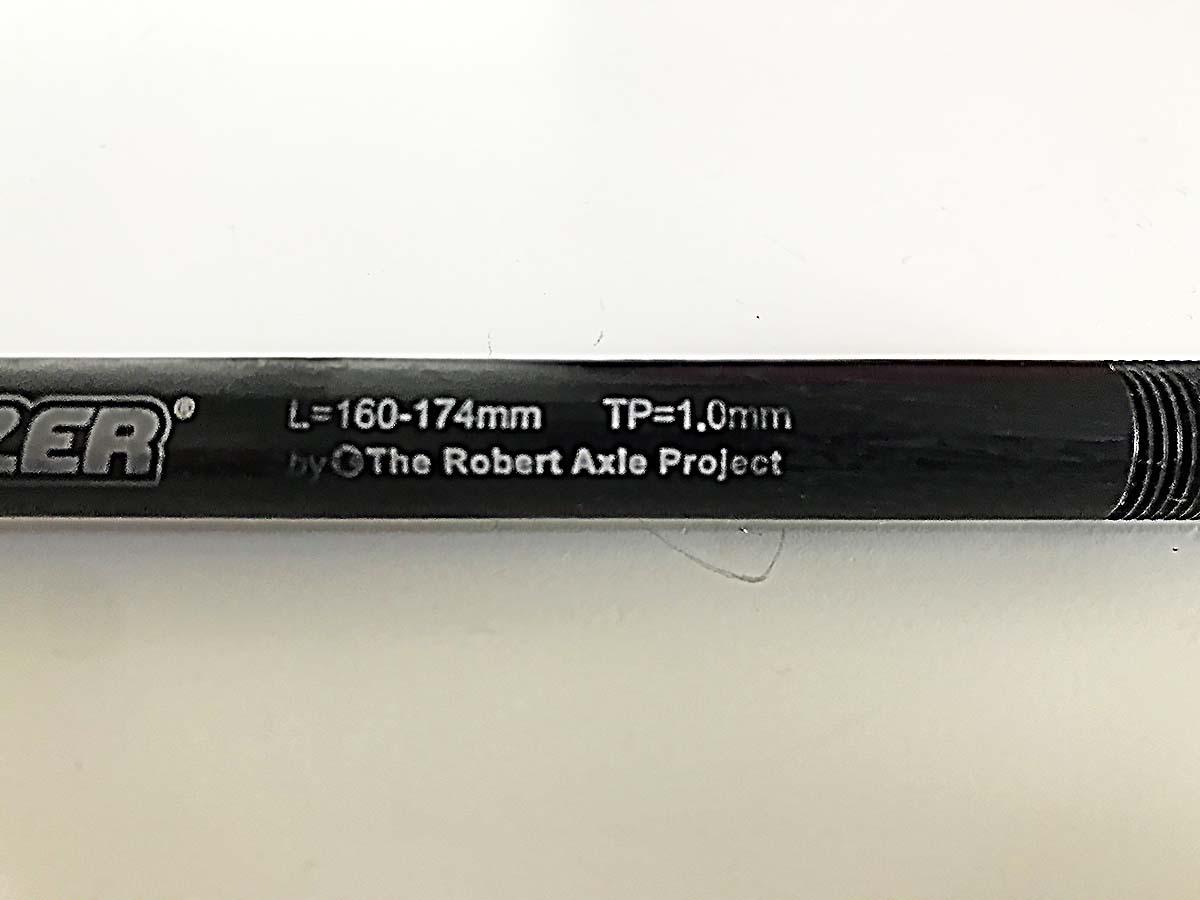 ZER®
L=160-174mm TP=1.0mm
by The Robert Axle Project